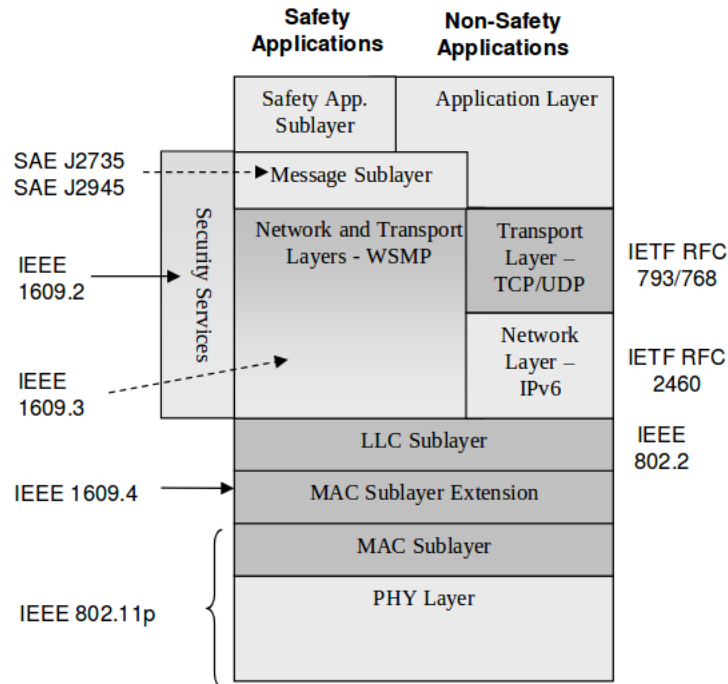 Safety
Applications
Non-Safety
Applications
Safety App.
Sublayer
Application Layer
SAE J2735
SAE J2945
Message Sublayer
Security Services
Network and Transport
Layers - WSMP
Transport
Layer –
TCP/UDP
IETF RFC
793/768
IEEE
1609.2
Network
Layer –
IPv6
IETF RFC
2460
IEEE
1609.3
LLC Sublayer
IEEE
802.2
IEEE 1609.4
MAC Sublayer Extension
MAC Sublayer
IEEE 802.11p
PHY Layer